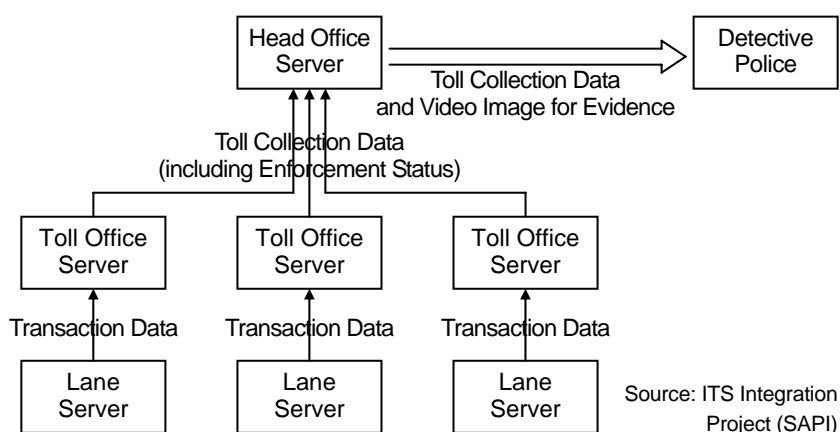 Head Office
Server
Detective
Police
Toll Collection Data
and Video Image for Evidence
Toll Collection Data
(including Enforcement Status)
Toll Office
Server
Toll Office
Server
Toll Office
Server
Transaction Data
Transaction Data
Transaction Data
Lane
Server
Lane
Server
Lane
Server
Source: ITS Integration
Project (SAPI)